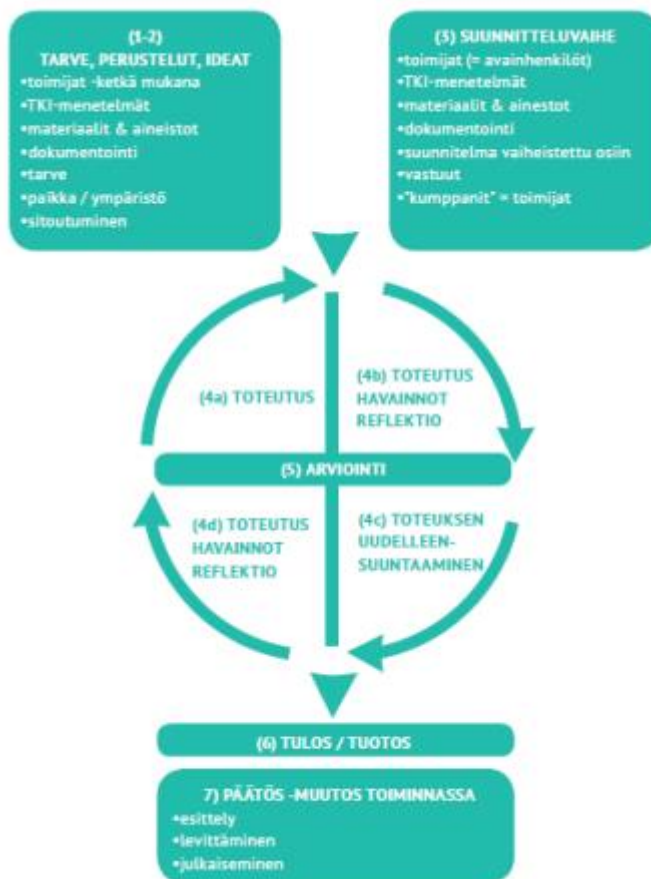 (1-2)
TARVE, PERUSTELUT, IDEAT
•toimijat -ketkä mukana
•TKI-menetelmät
•materiaalit & aineistot
•dokumentointi
•tarve
•paikka / ympäristö
•sitoutuminen
(3) SUUNNITTELUVAIHE
•toimijat (= avainhenkilöt)
•TKI-menetelmät
•materiaalit & ainestot
•dokumentointi
•suunnitelma vaiheistettu osiin
•vastuut
•"kumppanit" = toimijat
(4a) TOTEUTUS
(4b) TOTEUTUS
HAVAINNOT
REFLEKTIO
(5) ARVIOINTI
(4d) TOTEUTUS
HAVAINNOT
REFLEKTIO
(4c) TOTEUKSEN
UUDELLEEN-
SUUNTAAMINEN
(6) TULOS / TUOTOS
7) PÄÄTÖS -MUUTOS TOIMINNASSA
•esittely
•levittäminen
•julkaiseminen